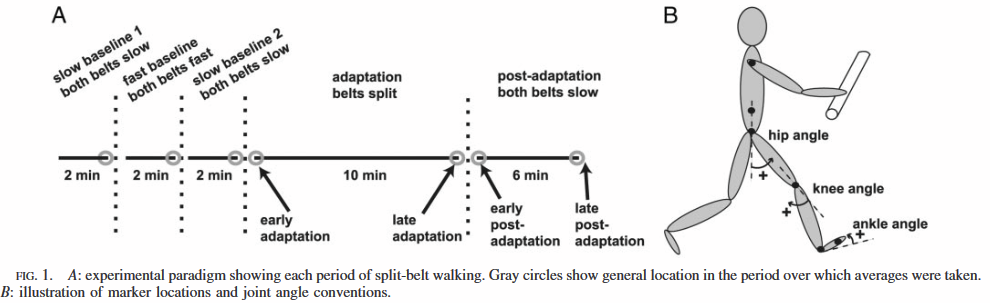 A
slow baseline 1
both belts slow
fast baseline
both belts fast
slow baseline 2
both belts slow
adaptation
belts split
post-adaptation
both belts slow
2 min
2 min
2 min
10 min
6 min
early
adaptation
late
adaptation
early
post-
adaptation
late
post-
adaptation
B
hip angle
+
knee angle
+
ankle angle
+
FIG. 1. A: experimental paradigm showing each period of split-belt walking. Gray circles show general location in the period over which averages were taken.
B: illustration of marker locations and joint angle conventions.